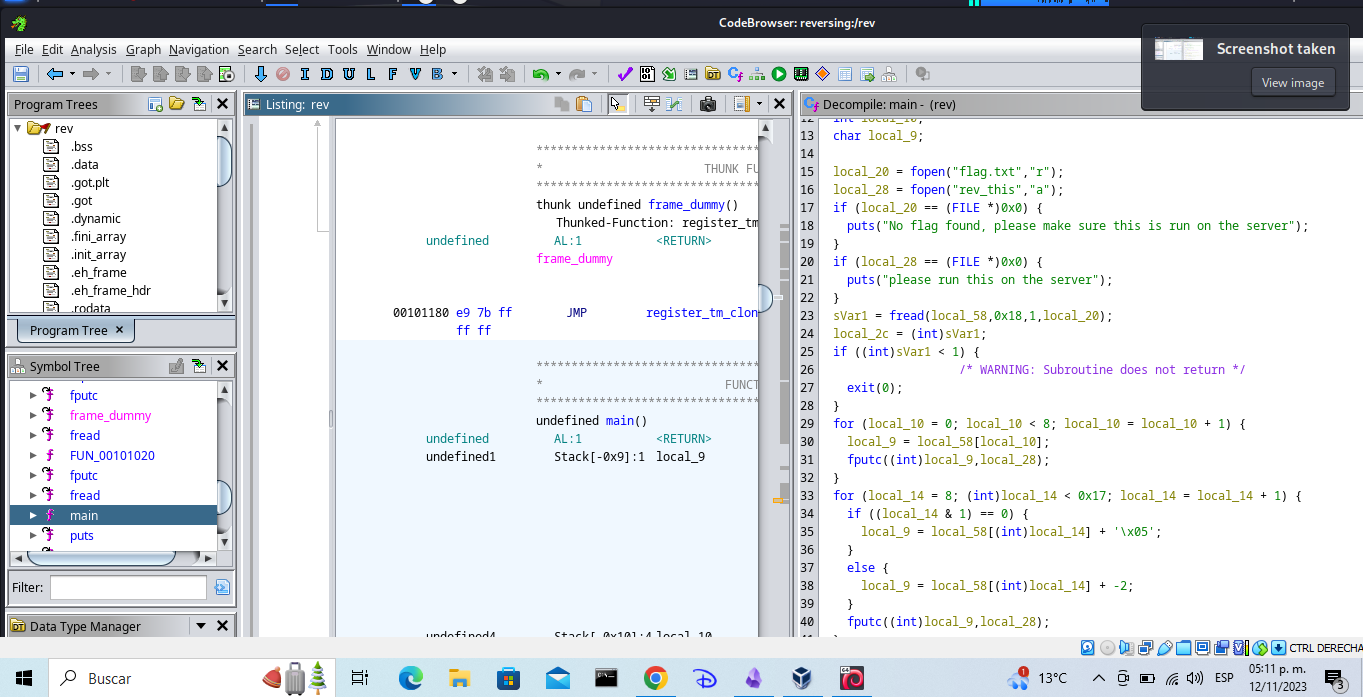 CodeBrowser: reversing:/rev
Screenshot taken
View image
File Edit Analysis Graph Navigation Search Select Tools Window Help
I D U L F V B
Program Trees
rev
.bss
.data
.got.plt
.got
.dynamic
.fini_array
.init_array
.eh_frame
.eh_frame_hdr
.rodata
Program Tree ×
Symbol Tree
fputc
frame_dummy
fread
FUN_00101020
fputc
fread
main
puts
Filter:
Data Type Manager
Listing: rev
*******************************
* THUNK FU
*******************************
thunk undefined frame_dummy()
Thunked-Function: register_tm
undefined AL:1 <RETURN>
frame_dummy
00101180 e9 7b ff JMP register_tm_clon
ff ff
*******************************
* FUNCT
*******************************
undefined main()
undefined AL:1 <RETURN>
undefined1 Stack[-0x9]:1 local_9
undefined4 Stack[-0x10]:4 local_10
Decompile: main - (rev)
12 int local_10;
13 char local_9;
14
15 local_20 = fopen("flag.txt","r");
16 local_28 = fopen("rev_this","a");
17 if (local_20 == (FILE *)0x0) {
18 puts("No flag found, please make sure this is run on the server");
19 }
20 if (local_28 == (FILE *)0x0) {
21 puts("please run this on the server");
22 }
23 sVar1 = fread(local_58,0x18,1,local_20);
24 local_2c = (int)sVar1;
25 if ((int)sVar1 < 1) {
26 /* WARNING: Subroutine does not return */
27 exit(0);
28 }
29 for (local_10 = 0; local_10 < 8; local_10 = local_10 + 1) {
30 local_9 = local_58[local_10];
31 fputc((int)local_9,local_28);
32 }
33 for (local_14 = 8; (int)local_14 < 0x17; local_14 = local_14 + 1) {
34 if ((local_14 & 1) == 0) {
35 local_9 = local_58[(int)local_14] + '\x05';
36 }
37 else {
38 local_9 = local_58[(int)local_14] + -2;
39 }
40 fputc((int)local_9,local_28);
CTRL DERECHA
Buscar
1
13°C
ESP
05:11 p. m.
12/11/2023
3